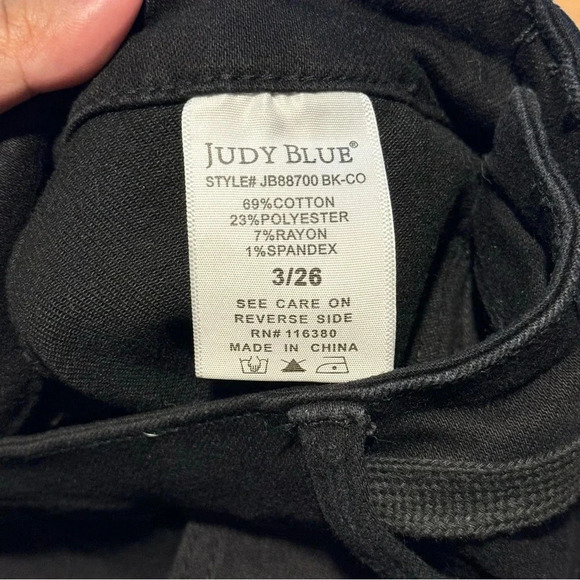 JUDY BLUE®
STYLE# JB88700 BK-CO
69%COTTON
23%POLYESTER
7%RAYON
1%SPANDEX
3/26
SEE CARE ON
REVERSE SIDE
RN# 116380
MADE IN CHINA